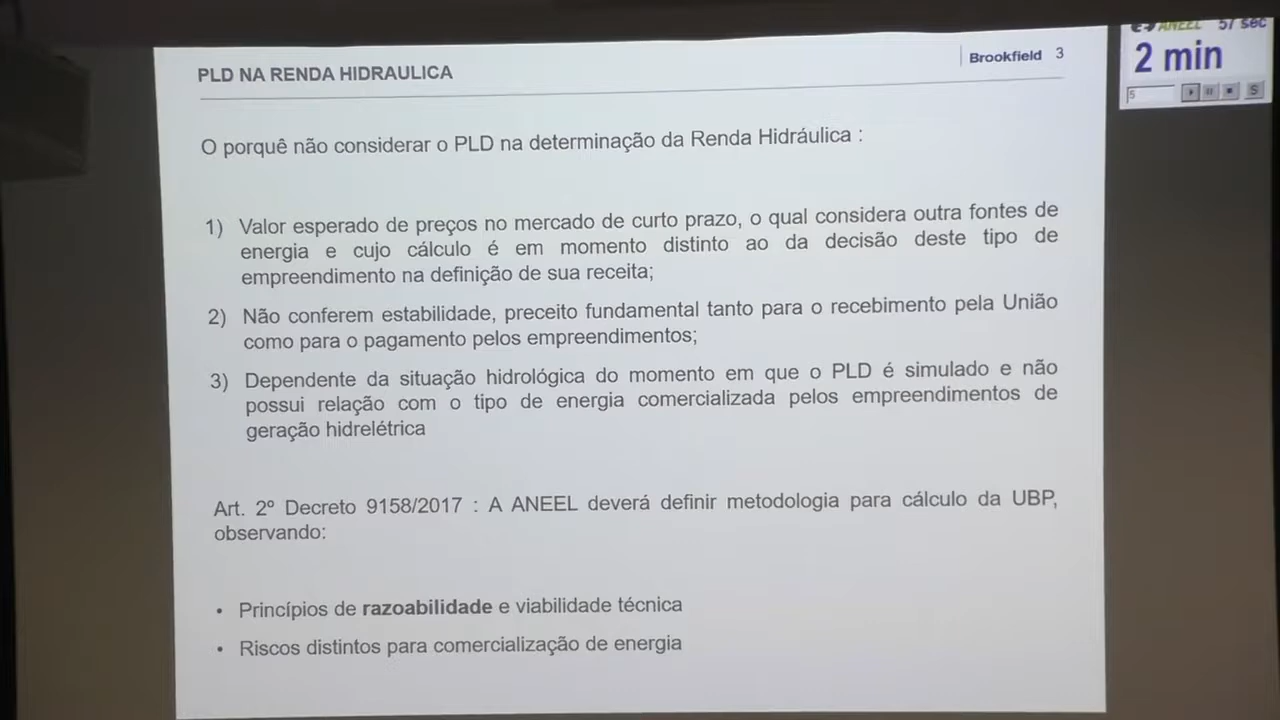 PLD NA RENDA HIDRAULICA
Brookfield 3
ANEEL 57 sec
2 min
5
S
O porquê não considerar o PLD na determinação da Renda Hidráulica :
1) Valor esperado de preços no mercado de curto prazo, o qual considera outra fontes de
energia e cujo cálculo é em momento distinto ao da decisão deste tipo de
empreendimento na definição de sua receita;
2) Não conferem estabilidade, preceito fundamental tanto para o recebimento pela União
como para o pagamento pelos empreendimentos;
3) Dependente da situação hidrológica do momento em que o PLD é simulado e não
possui relação com o tipo de energia comercializada pelos empreendimentos de
geração hidrelétrica
Art. 2º Decreto 9158/2017 : A ANEEL deverá definir metodologia para cálculo da UBP,
observando:
• Princípios de razoabilidade e viabilidade técnica
• Riscos distintos para comercialização de energia